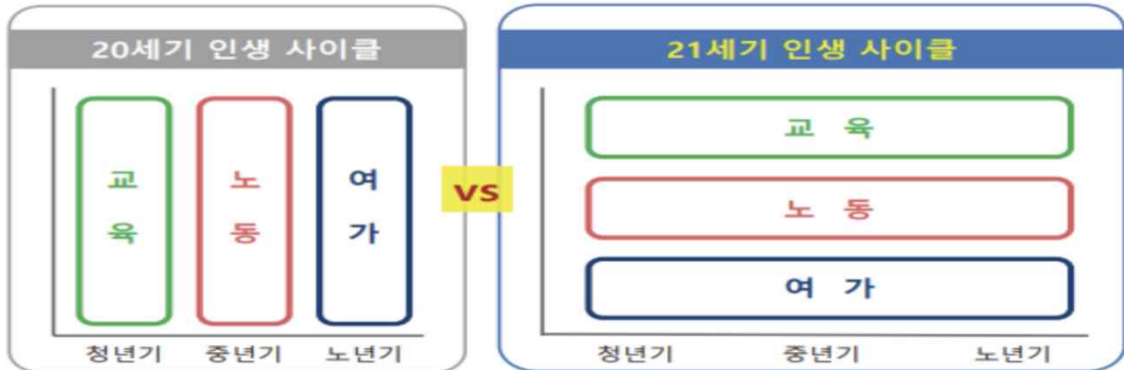 20세기 인생 사이클
교육
노동
여가
청년기 중년기 노년기
vs
21세기 인생 사이클
교 육
노 동
여 가
청년기 중년기 노년기